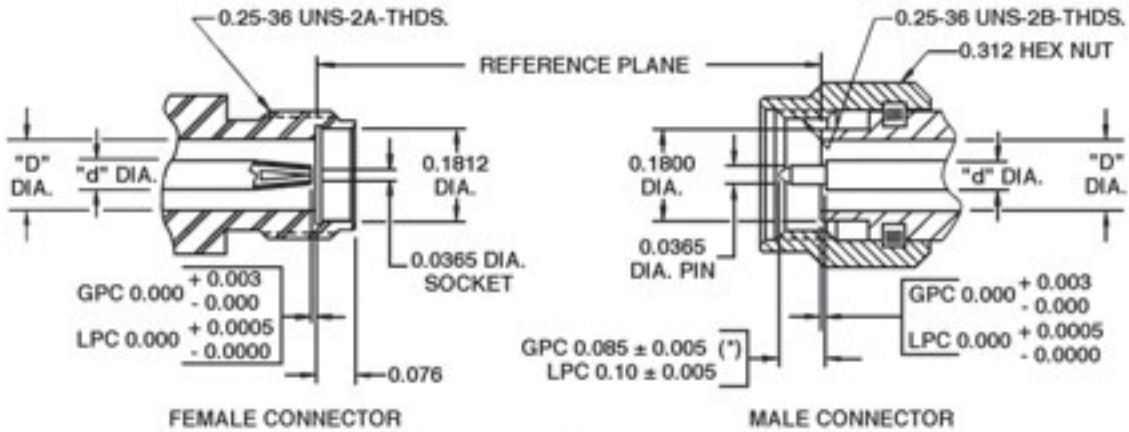 0.25-36 UNS-2A-THDS.
0.25-36 UNS-2B-THDS.
0.312 HEX NUT
REFERENCE PLANE
"D"
DIA.
"d" DIA.
0.1812
DIA.
0.1800
DIA.
"d" DIA.
"D"
DIA.
0.0365 DIA.
SOCKET
0.0365
DIA. PIN
GPC 0.000 + 0.003
- 0.000
LPC 0.000 + 0.0005
- 0.0000
GPC 0.000 + 0.003
- 0.000
LPC 0.000 + 0.0005
- 0.0000
GPC 0.085 ± 0.005 (*)
LPC 0.10 ± 0.005
0.076
FEMALE CONNECTOR
MALE CONNECTOR